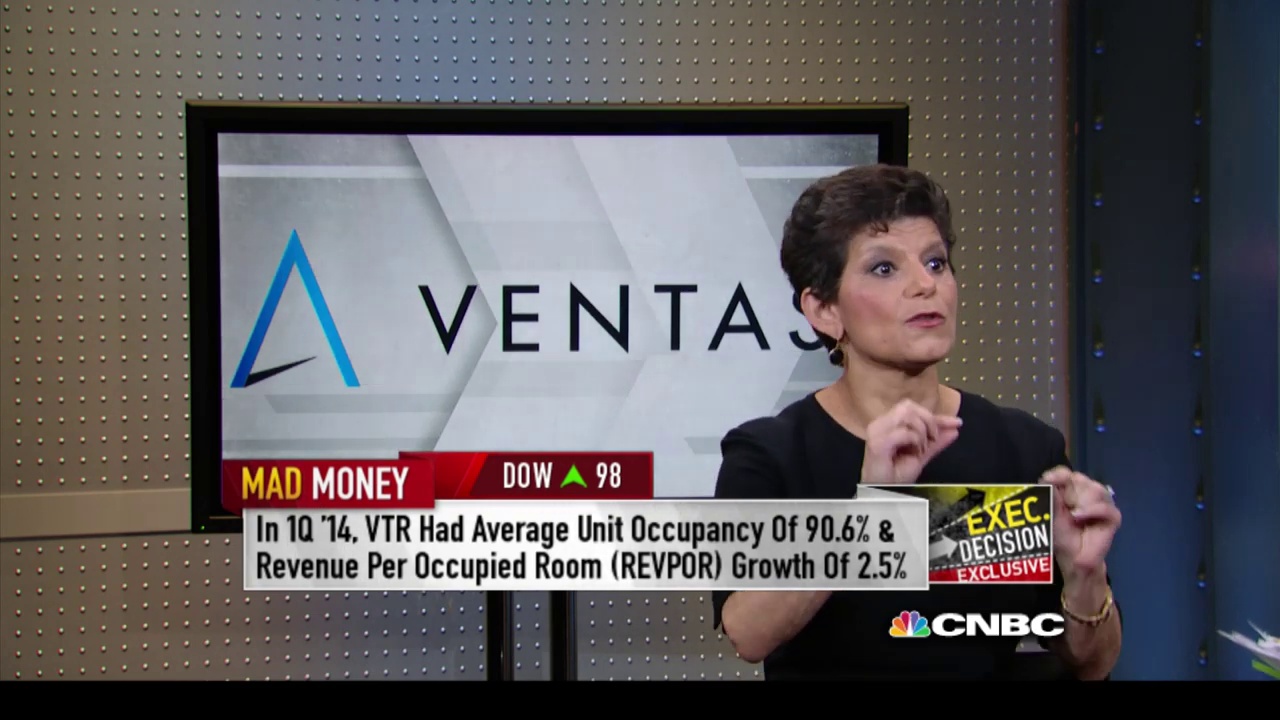 VENTAS
MAD MONEY
DOW ▲ 98
In 1Q '14, VTR Had Average Unit Occupancy Of 90.6% &
Revenue Per Occupied Room (REVPOR) Growth Of 2.5%
EXEC.
DECISION
EXCLUSIVE
CNBC